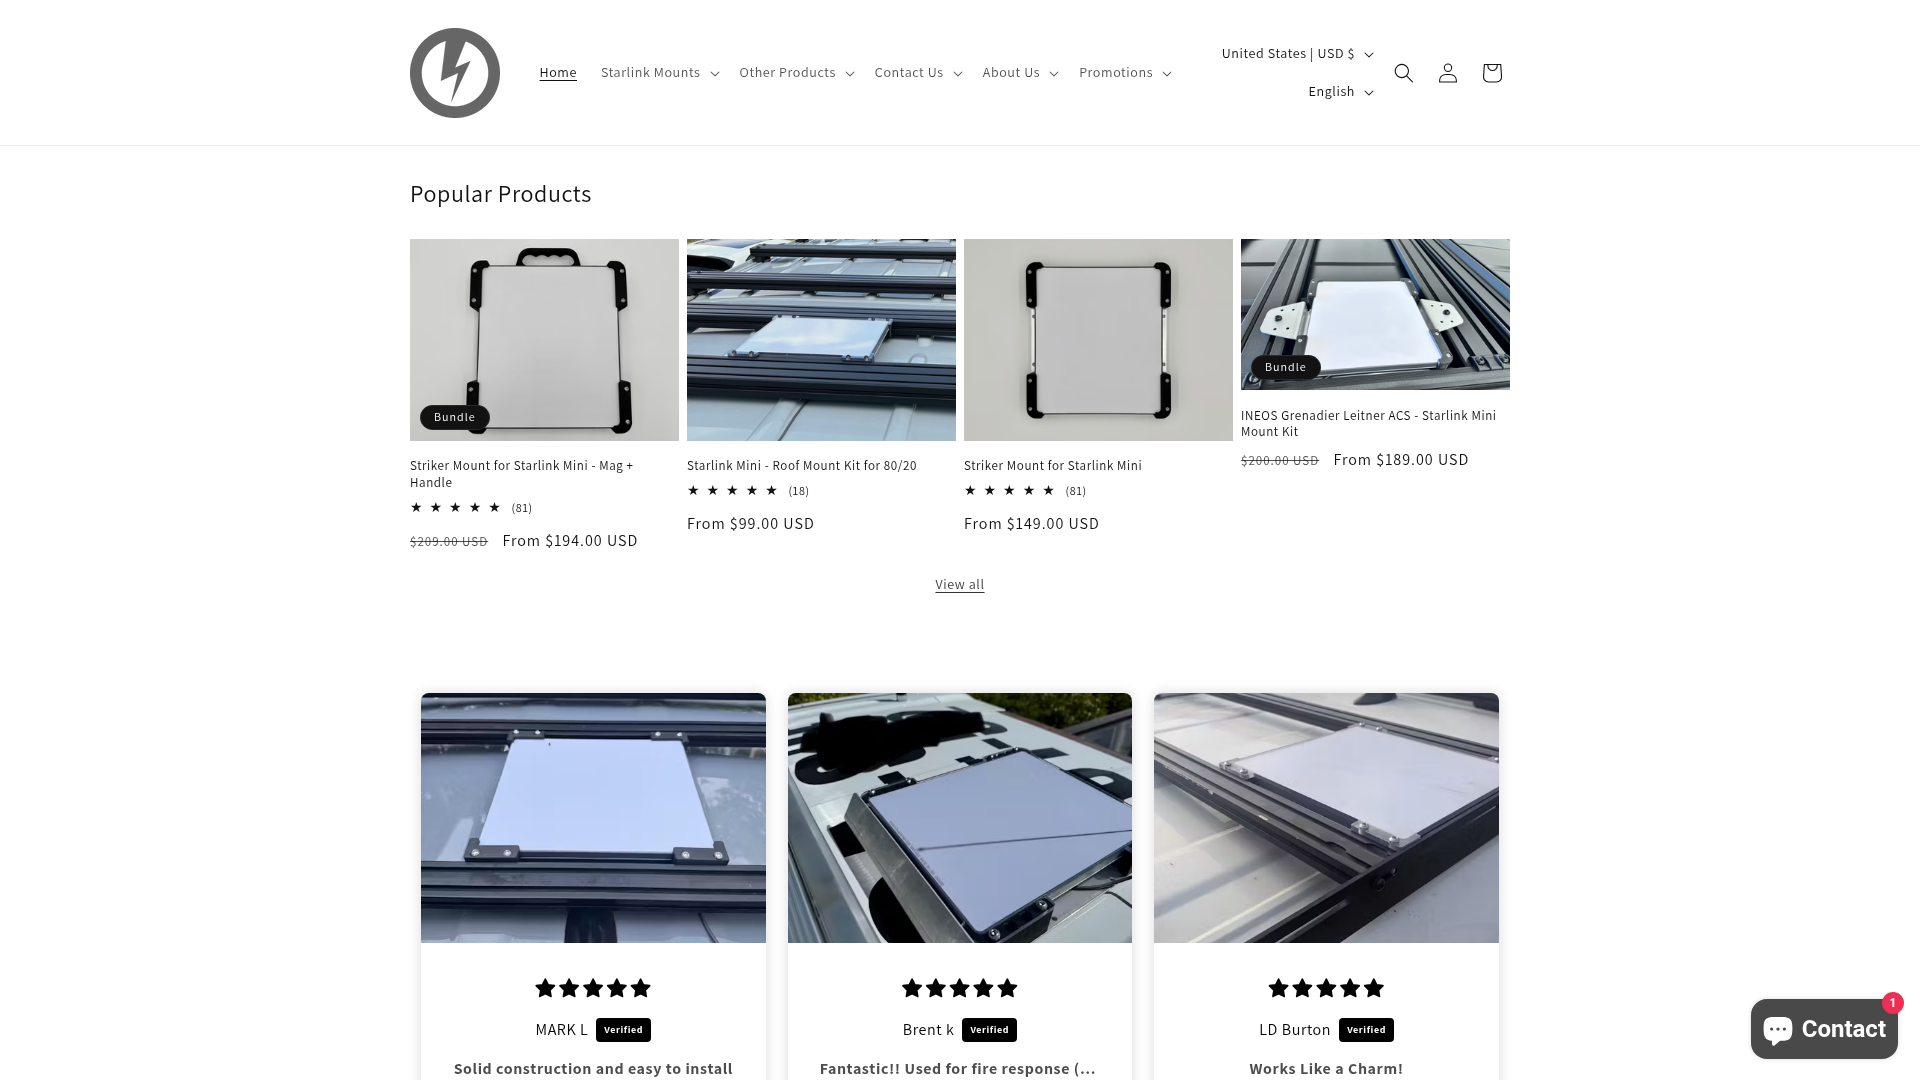 Home
Starlink Mounts
Other Products
Contact Us
About Us
Promotions
United States | USD $
English
Popular Products
Bundle
Striker Mount for Starlink Mini - Mag +
Handle
(81)
$209.00 USD From $194.00 USD
Starlink Mini - Roof Mount Kit for 80/20
(18)
From $99.00 USD
Striker Mount for Starlink Mini
(81)
From $149.00 USD
Bundle
INEOS Grenadier Leitner ACS - Starlink Mini
Mount Kit
$200.00 USD From $189.00 USD
View all
MARK L Verified
Solid construction and easy to install
Brent k Verified
Fantastic!! Used for fire response (...
LD Burton Verified
Works Like a Charm!
1
Contact